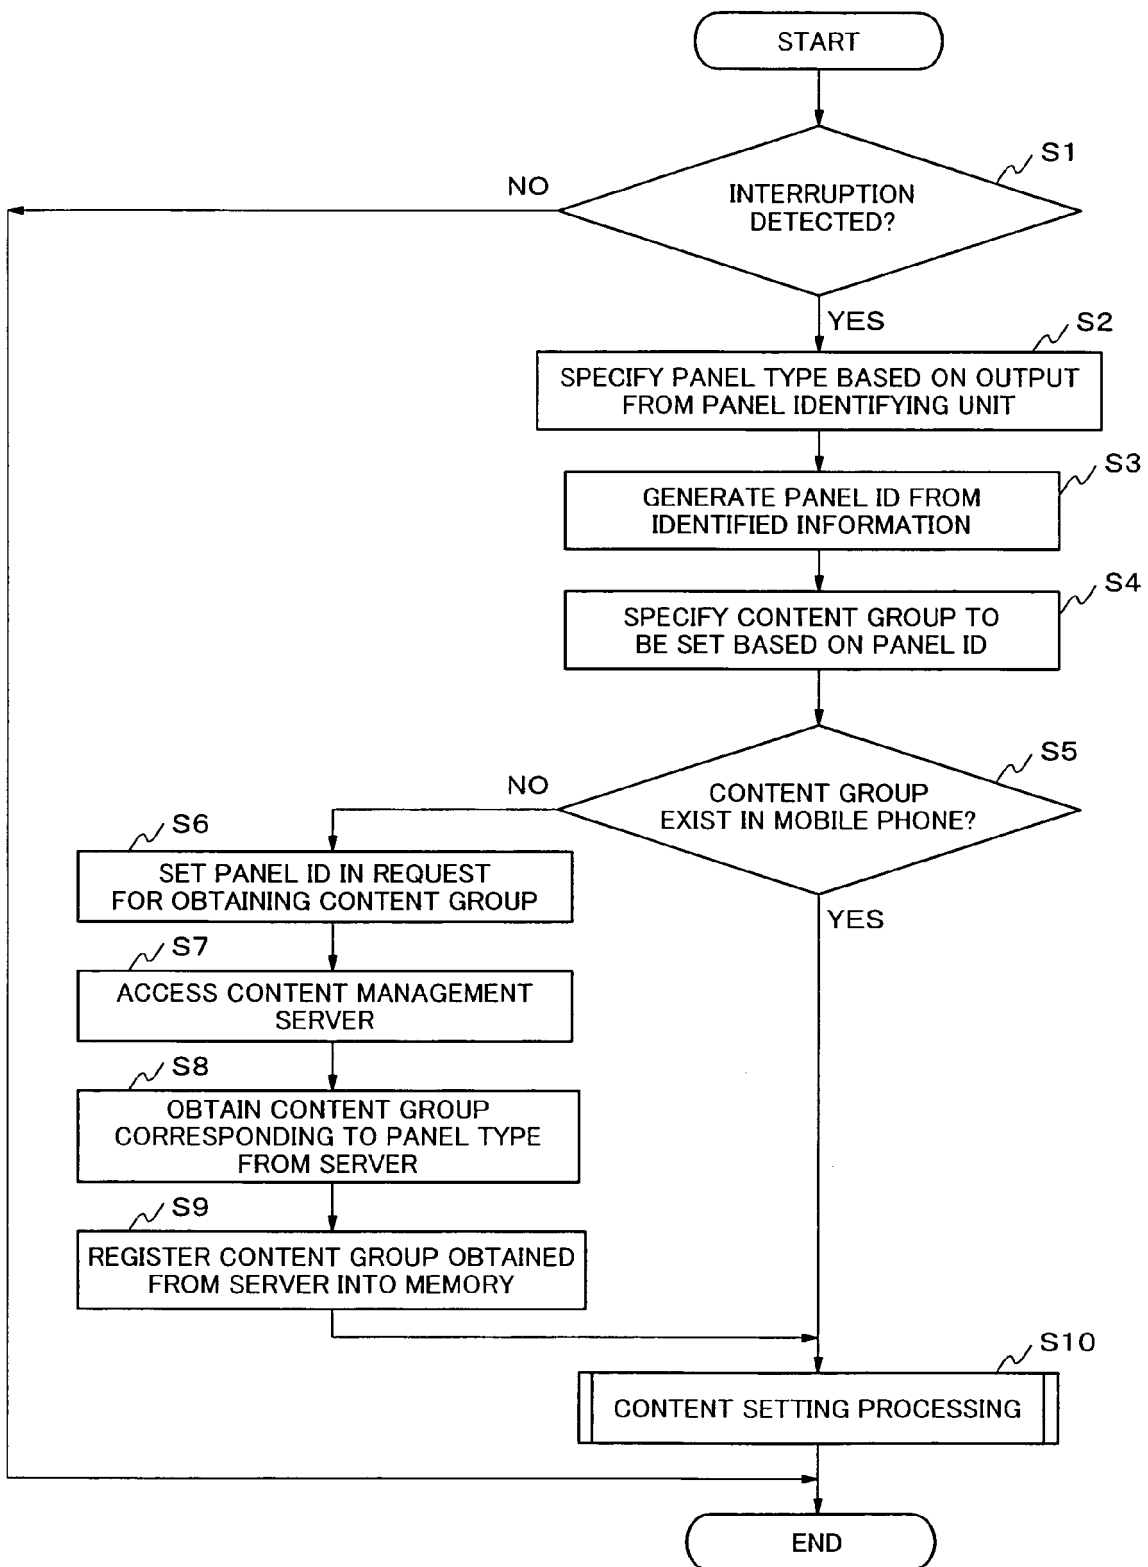 START
S1
NO
INTERRUPTION
DETECTED?
YES
S2
SPECIFY PANEL TYPE BASED ON OUTPUT
FROM PANEL IDENTIFYING UNIT
S3
GENERATE PANEL ID FROM
IDENTIFIED INFORMATION
S4
SPECIFY CONTENT GROUP TO
BE SET BASED ON PANEL ID
S5
NO
CONTENT GROUP
EXIST IN MOBILE PHONE?
S6
SET PANEL ID IN REQUEST
FOR OBTAINING CONTENT GROUP
YES
S7
ACCESS CONTENT MANAGEMENT
SERVER
S8
OBTAIN CONTENT GROUP
CORRESPONDING TO PANEL TYPE
FROM SERVER
S9
REGISTER CONTENT GROUP OBTAINED
FROM SERVER INTO MEMORY
S10
CONTENT SETTING PROCESSING
END